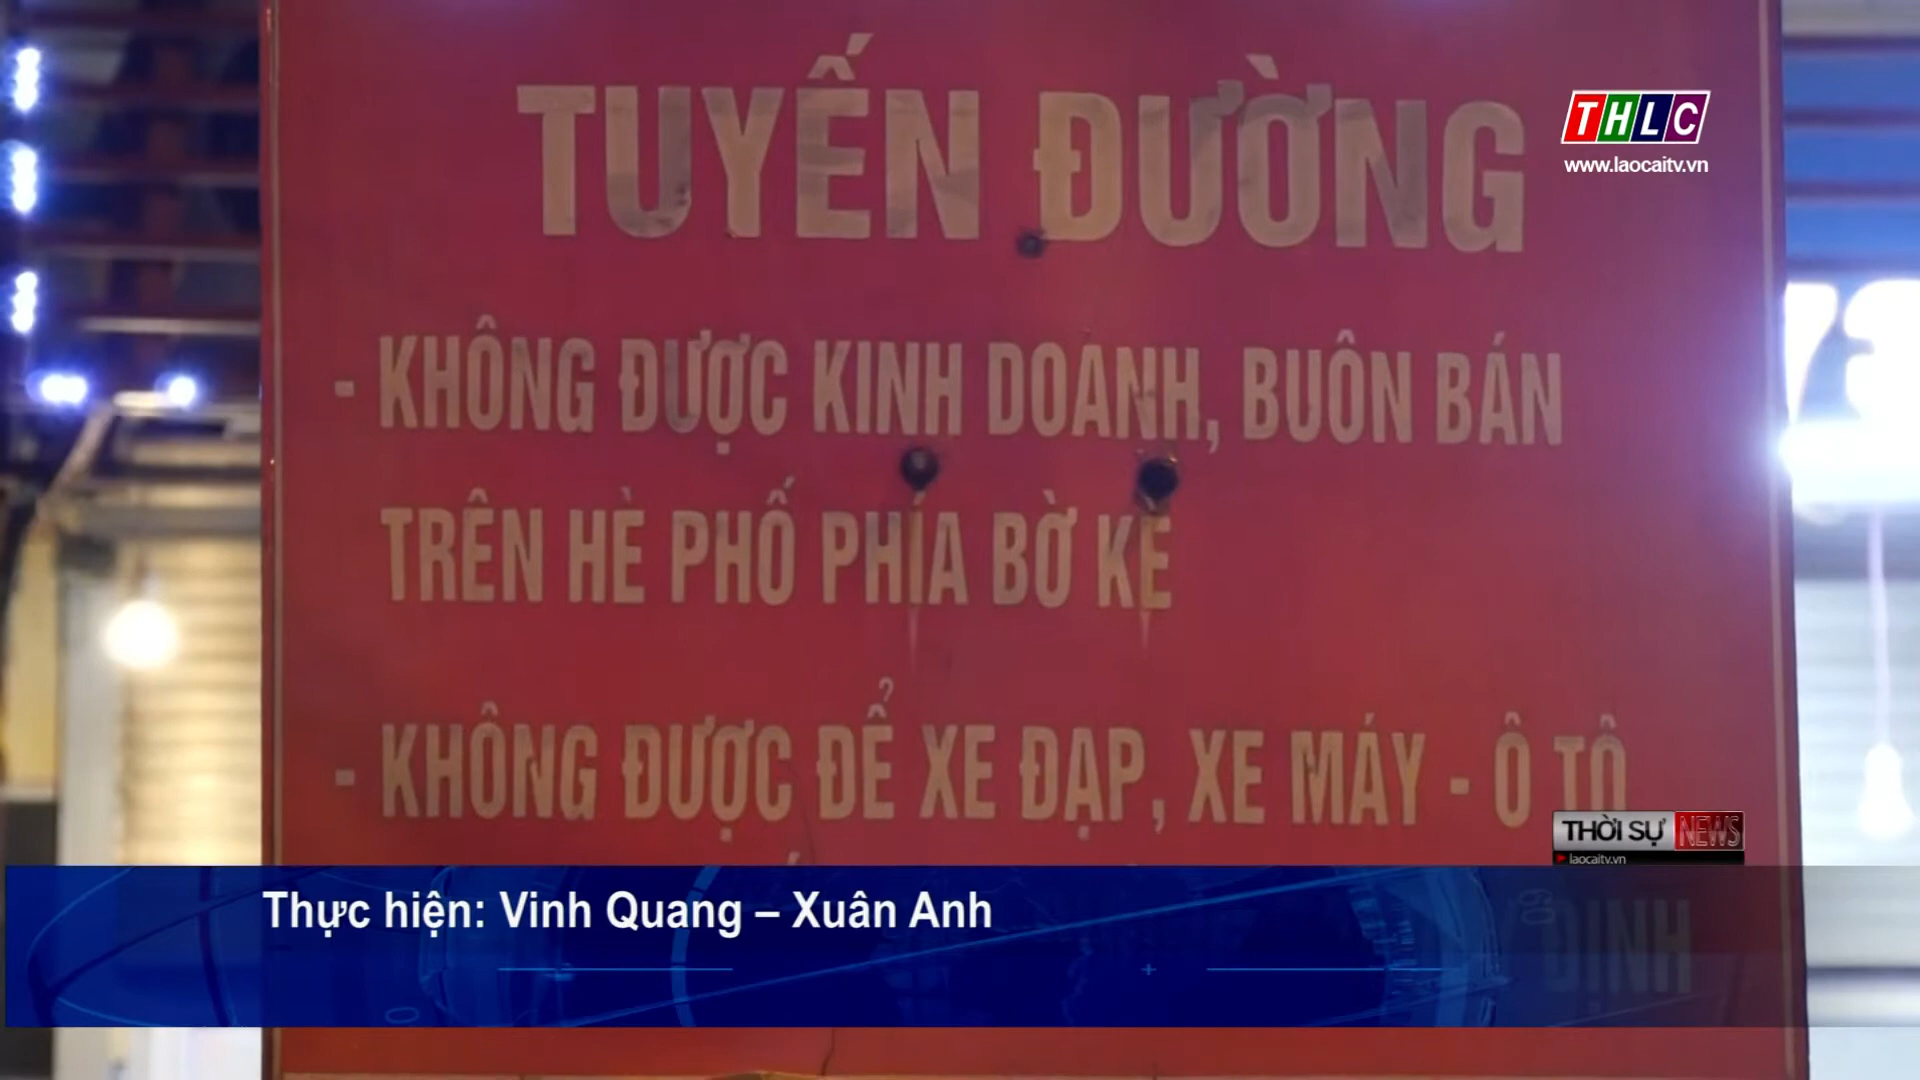 TUYẾN ĐƯỜNG
THLC
www.laocaitv.vn
- KHÔNG ĐƯỢC KINH DOANH, BUÔN BÁN
TRÊN HÈ PHỐ PHÍA BỜ KÈ
- KHÔNG ĐƯỢC ĐỂ XE ĐẠP, XE MÁY - Ô TÔ
THỜI SỰ NEWS
laocaitv.vn
Thực hiện: Vinh Quang – Xuân Anh
ĐỊNH